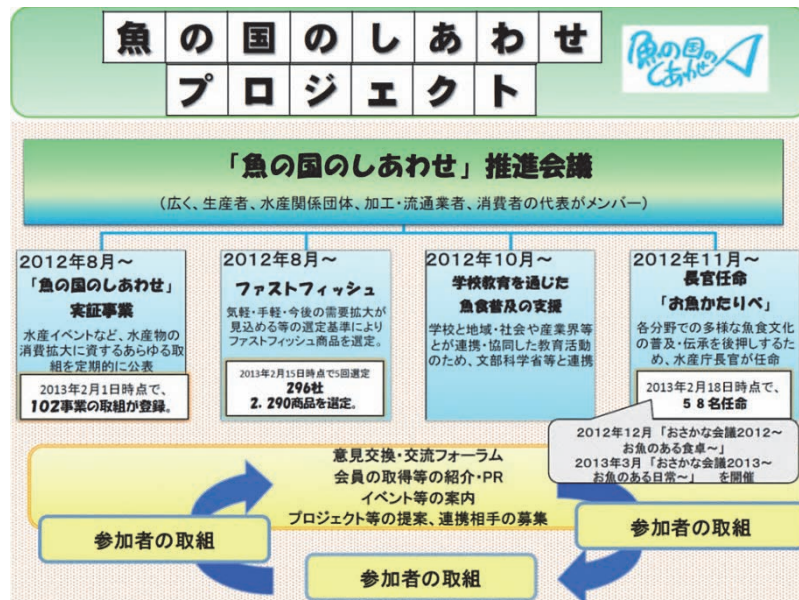 魚の国のしあわせ
プロジェクト
魚の国の
しあわせ
「魚の国のしあわせ」推進会議
（広く、生産者、水産関係団体、加工・流通業者、消費者の代表がメンバー）
2012年8月～
「魚の国のしあわせ」
実証事業
水産イベントなど、水産物の
消費拡大に資するあらゆる取
組を定期的に公表
2013年2月1日時点で、
102事業の取組が登録。
2012年8月～
ファストフィッシュ
気軽・手軽・今後の需要拡大が
見込める等の選定基準により
ファストフィッシュ商品を選定。
2013年2月15日時点で5回選定
296社
2．290商品を選定。
2012年10月～
学校教育を通じた
魚食普及の支援
学校と地域・社会や産業界等
とが連携・協同した教育活動
のため、文部科学省等と連携
2012年11月～
長官任命
「お魚かたりべ」
各分野での多様な魚食文化
の普及・伝承を後押しするた
め、水産庁長官が任命
2013年2月18日時点で、
５８名任命
2012年12月「おさかな会議2012～
お魚のある食卓～」
2013年3月「おさかな会議2013～
お魚のある日常～」　を開催
意見交換・交流フォーラム
会員の取得等の紹介・PR
イベント等の案内
プロジェクト等の提案、連携相手の募集
参加者の取組
参加者の取組
参加者の取組